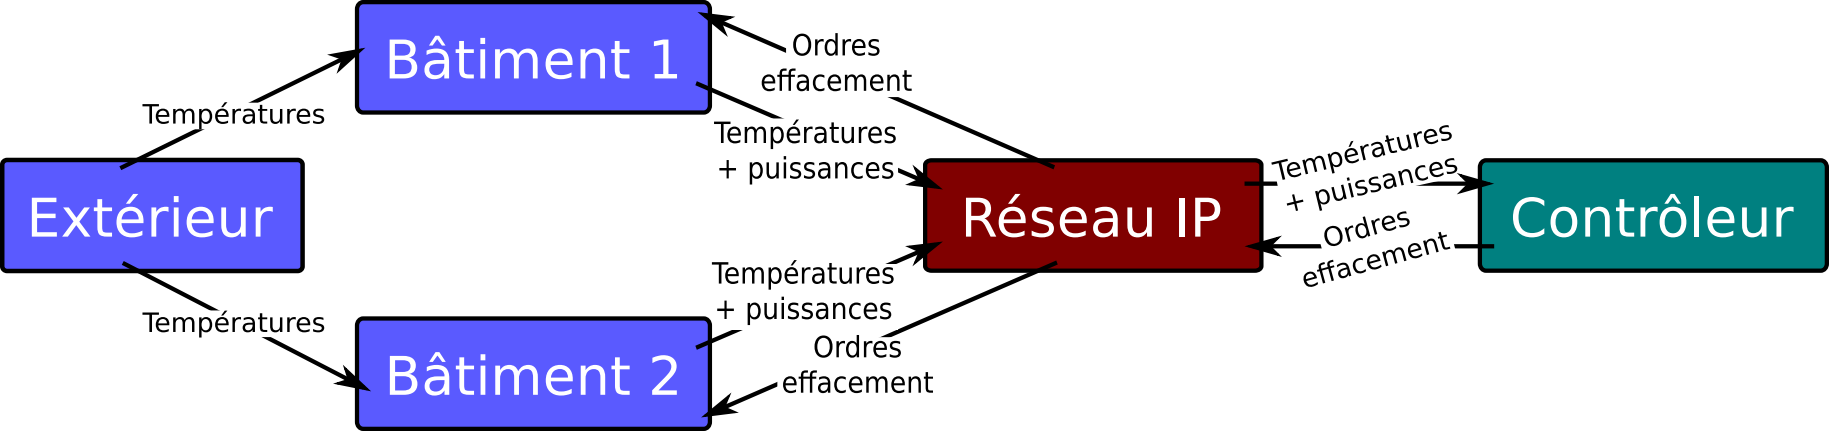 Bâtiment 1
Ordres
effacement
Températures
Températures
+ puissances
Extérieur
Réseau IP
Températures
+ puissances
Contrôleur
Ordres
effacement
Températures
+ puissances
Températures
Bâtiment 2
Ordres
effacement